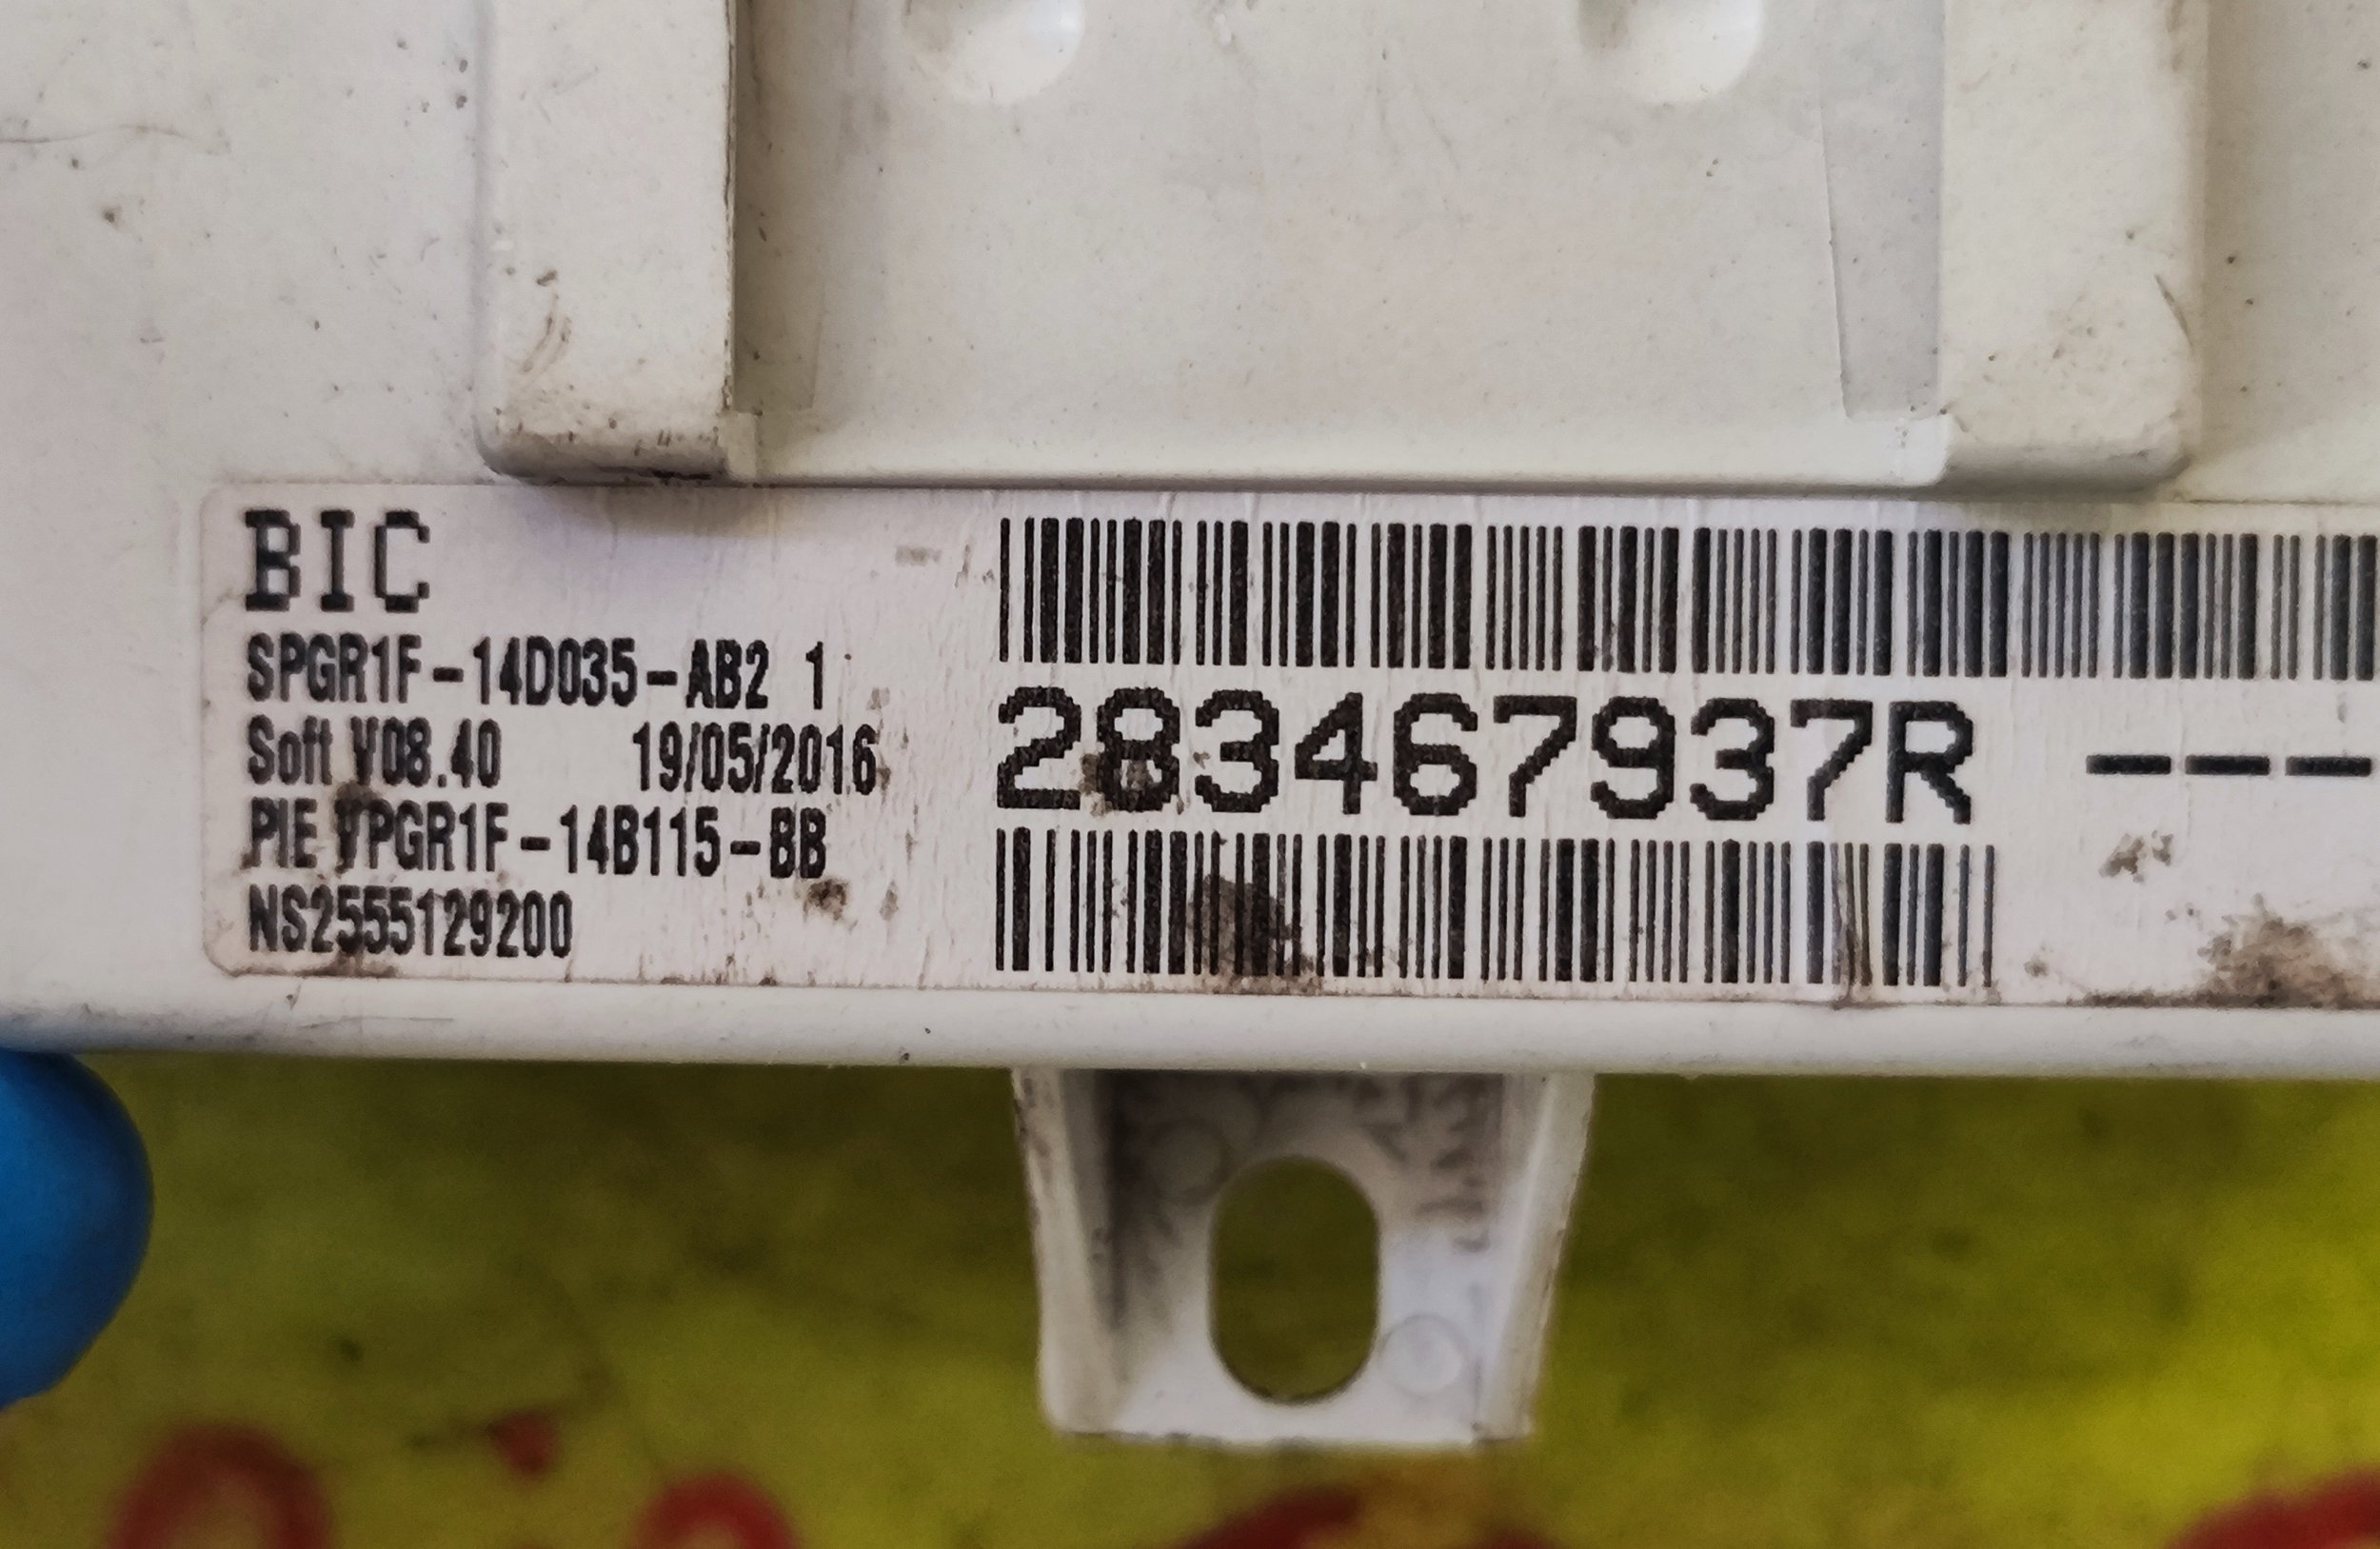 BIC
SPGR1F-14D035-AB2 1
Soft V08.40 19/05/2016
PIE VPGR1F-14B115-BB
NS2555129200
283467937R ---